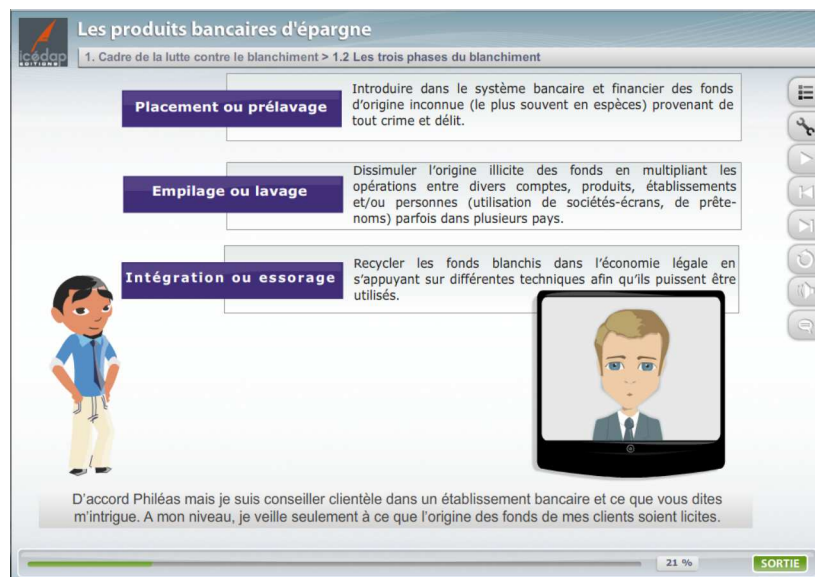 icédap
EDITIONS
Les produits bancaires d'épargne
1. Cadre de la lutte contre le blanchiment > 1.2 Les trois phases du blanchiment
Placement ou prélavage
Introduire dans le système bancaire et financier des fonds
d'origine inconnue (le plus souvent en espèces) provenant de
tout crime et délit.
Empilage ou lavage
Dissimuler l'origine illicite des fonds en multipliant les
opérations entre divers comptes, produits, établissements
et/ou personnes (utilisation de sociétés-écrans, de prête-
noms) parfois dans plusieurs pays.
Intégration ou essorage
Recycler les fonds blanchis dans l'économie légale en
s'appuyant sur différentes techniques afin qu'ils puissent être
utilisés.
D'accord Philéas mais je suis conseiller clientèle dans un établissement bancaire et ce que vous dites
m'intrigue. A mon niveau, je veille seulement à ce que l'origine des fonds de mes clients soient licites.
21 %
SORTIE